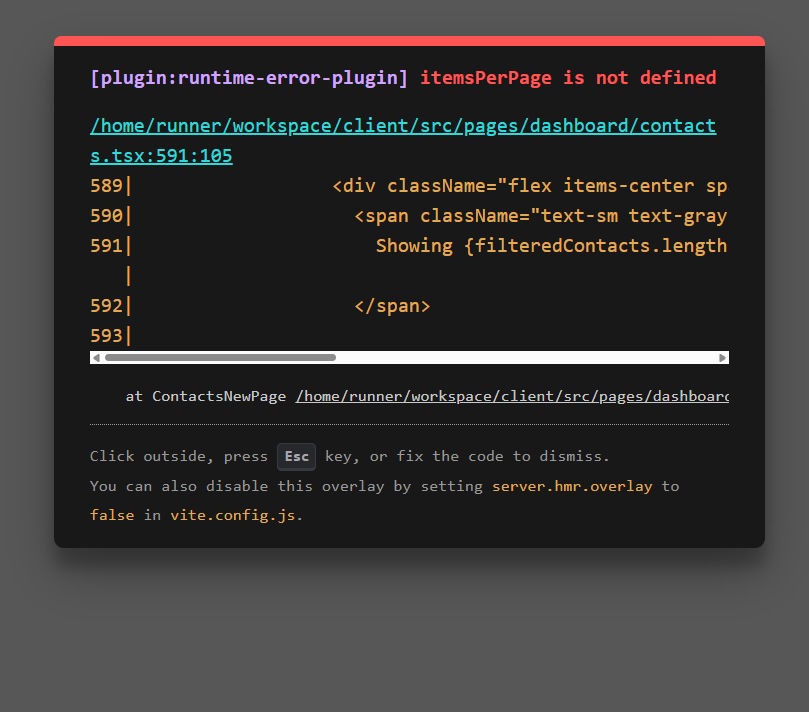 [plugin:runtime-error-plugin] itemsPerPage is not defined
/home/runner/workspace/client/src/pages/dashboard/contact
s.tsx:591:105
589|                  <div className="flex items-center sp
590|                    <span className="text-sm text-gray
591|                      Showing {filteredContacts.length
   |
592|                    </span>
593|
at ContactsNewPage /home/runner/workspace/client/src/pages/dashboard
Click outside, press Esc key, or fix the code to dismiss.
You can also disable this overlay by setting server.hmr.overlay to
false in vite.config.js.